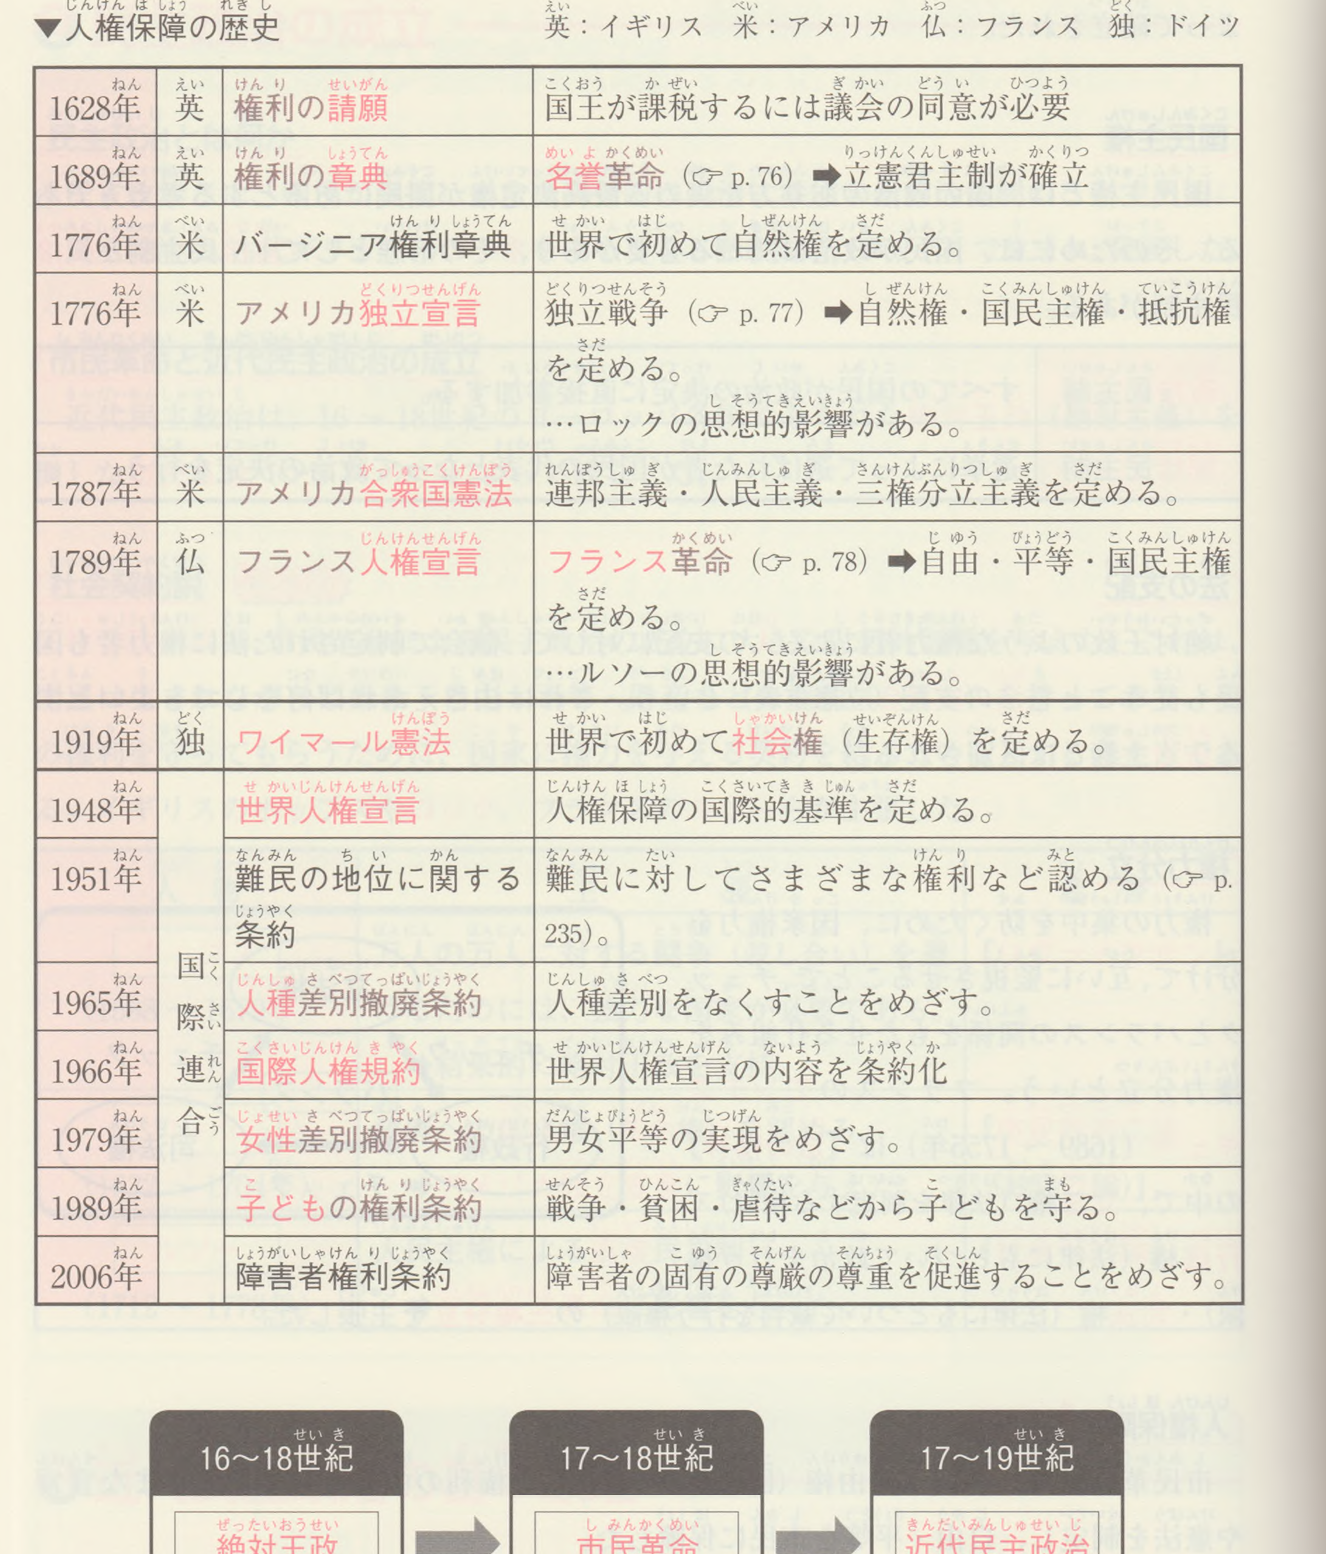 ▼人権保障の歴史　英：イギリス　米：アメリカ　仏：フランス　独：ドイツ
1628年　英　権利の請願　国王が課税するには議会の同意が必要
1689年　英　権利の章典　名誉革命（☞ p. 76）➡立憲君主制が確立
1776年　米　バージニア権利章典　世界で初めて自然権を定める。
1776年　米　アメリカ独立宣言　独立戦争（☞ p. 77）➡自然権・国民主権・抵抗権
を定める。
…ロックの思想的影響がある。
1787年　米　アメリカ合衆国憲法　連邦主義・人民主義・三権分立主義を定める。
1789年　仏　フランス人権宣言　フランス革命（☞ p. 78）➡自由・平等・国民主権
を定める。
…ルソーの思想的影響がある。
1919年　独　ワイマール憲法　世界で初めて社会権（生存権）を定める。
国際連合
1948年　世界人権宣言　人権保障の国際的基準を定める。
1951年　難民の地位に関する　難民に対してさまざまな権利など認める（☞ p.
条約　235）。
1965年　人種差別撤廃条約　人種差別をなくすことをめざす。
1966年　国際人権規約　世界人権宣言の内容を条約化
1979年　女性差別撤廃条約　男女平等の実現をめざす。
1989年　子どもの権利条約　戦争・貧困・虐待などから子どもを守る。
2006年　障害者権利条約　障害者の固有の尊厳の尊重を促進することをめざす。
16～18世紀　17～18世紀　17～19世紀
絶対王政　市民革命　近代民主政治